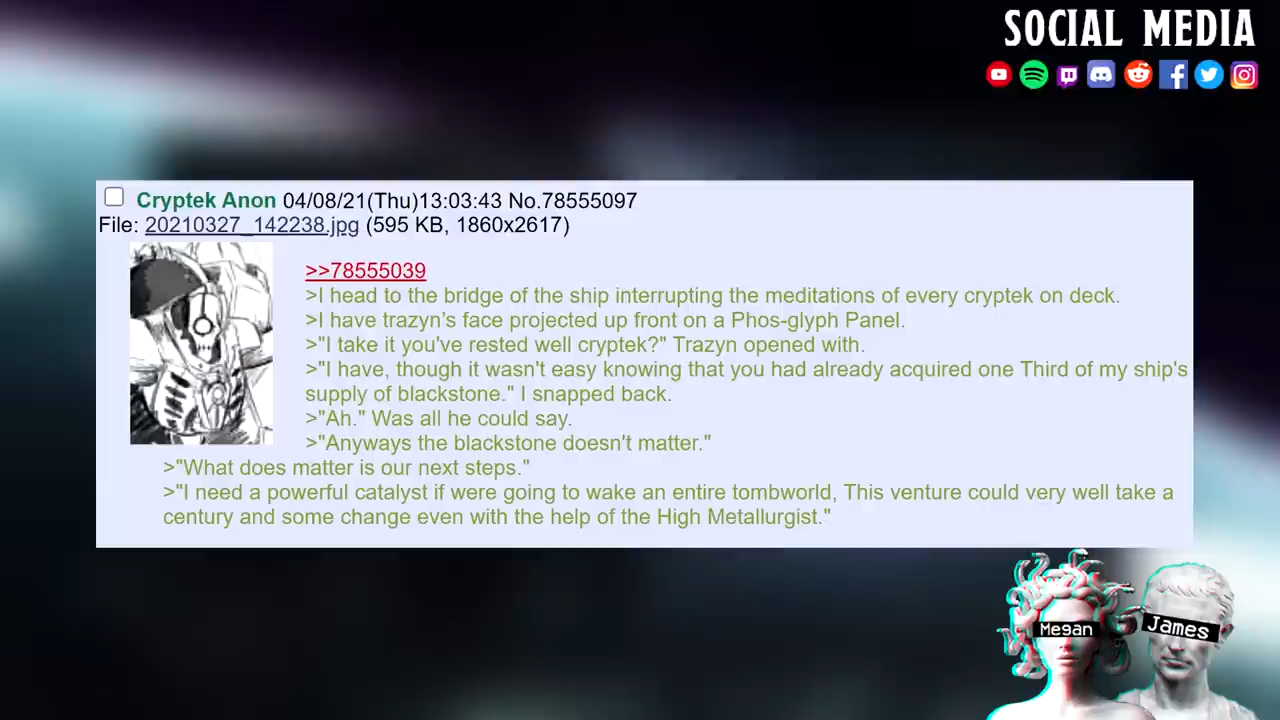 SOCIAL MEDIA
Cryptek Anon 04/08/21(Thu)13:03:43 No.78555097
File: 20210327_142238.jpg (595 KB, 1860x2617)
>>78555039
>I head to the bridge of the ship interrupting the meditations of every cryptek on deck.
>I have trazyn's face projected up front on a Phos-glyph Panel.
>"I take it you've rested well cryptek?" Trazyn opened with.
>"I have, though it wasn't easy knowing that you had already acquired one Third of my ship's
supply of blackstone." I snapped back.
>"Ah." Was all he could say.
>"Anyways the blackstone doesn't matter."
>"What does matter is our next steps."
>"I need a powerful catalyst if were going to wake an entire tombworld, This venture could very well take a
century and some change even with the help of the High Metallurgist."
Megan
James